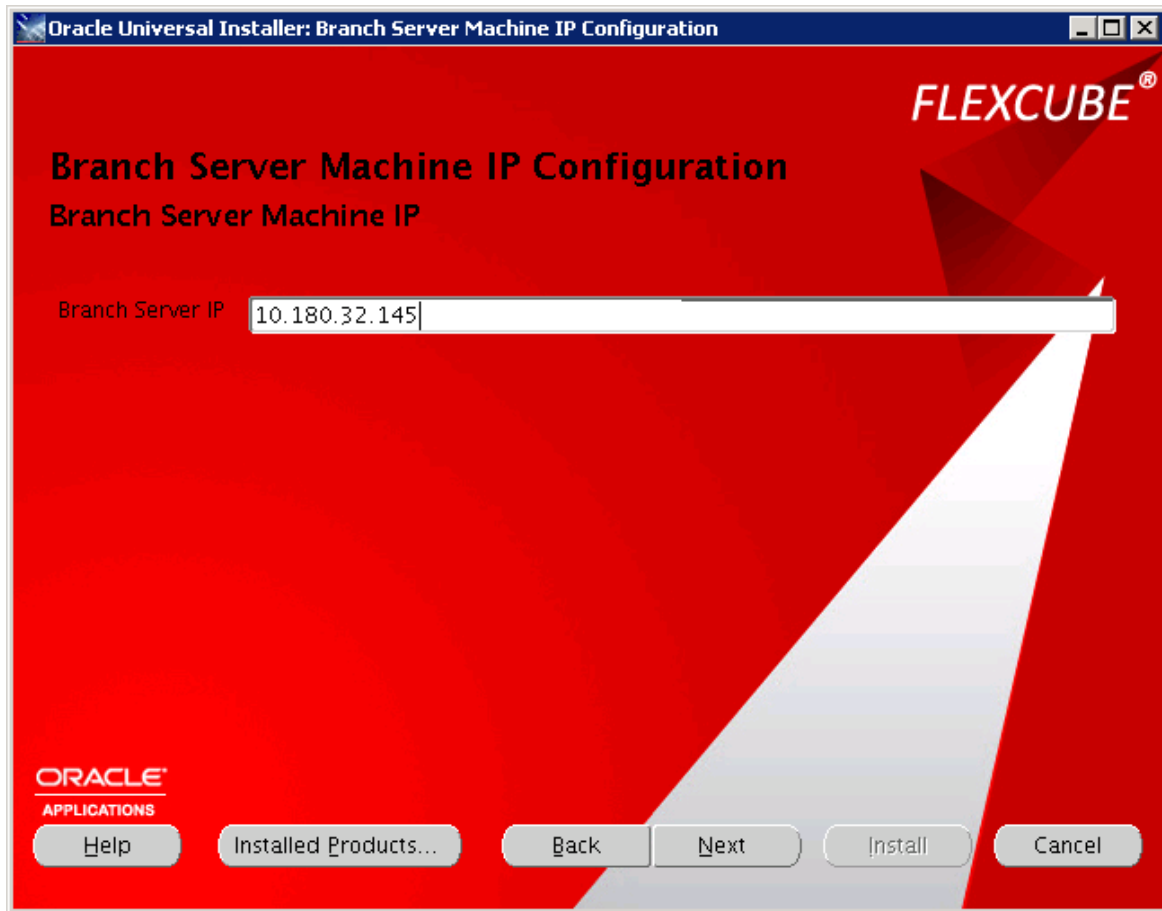 Oracle Universal Installer: Branch Server Machine IP Configuration
FLEXCUBE®
Branch Server Machine IP Configuration
Branch Server Machine IP
Branch Server IP 10.180.32.145
ORACLE®
APPLICATIONS
Help Installed Products... Back Next Install Cancel